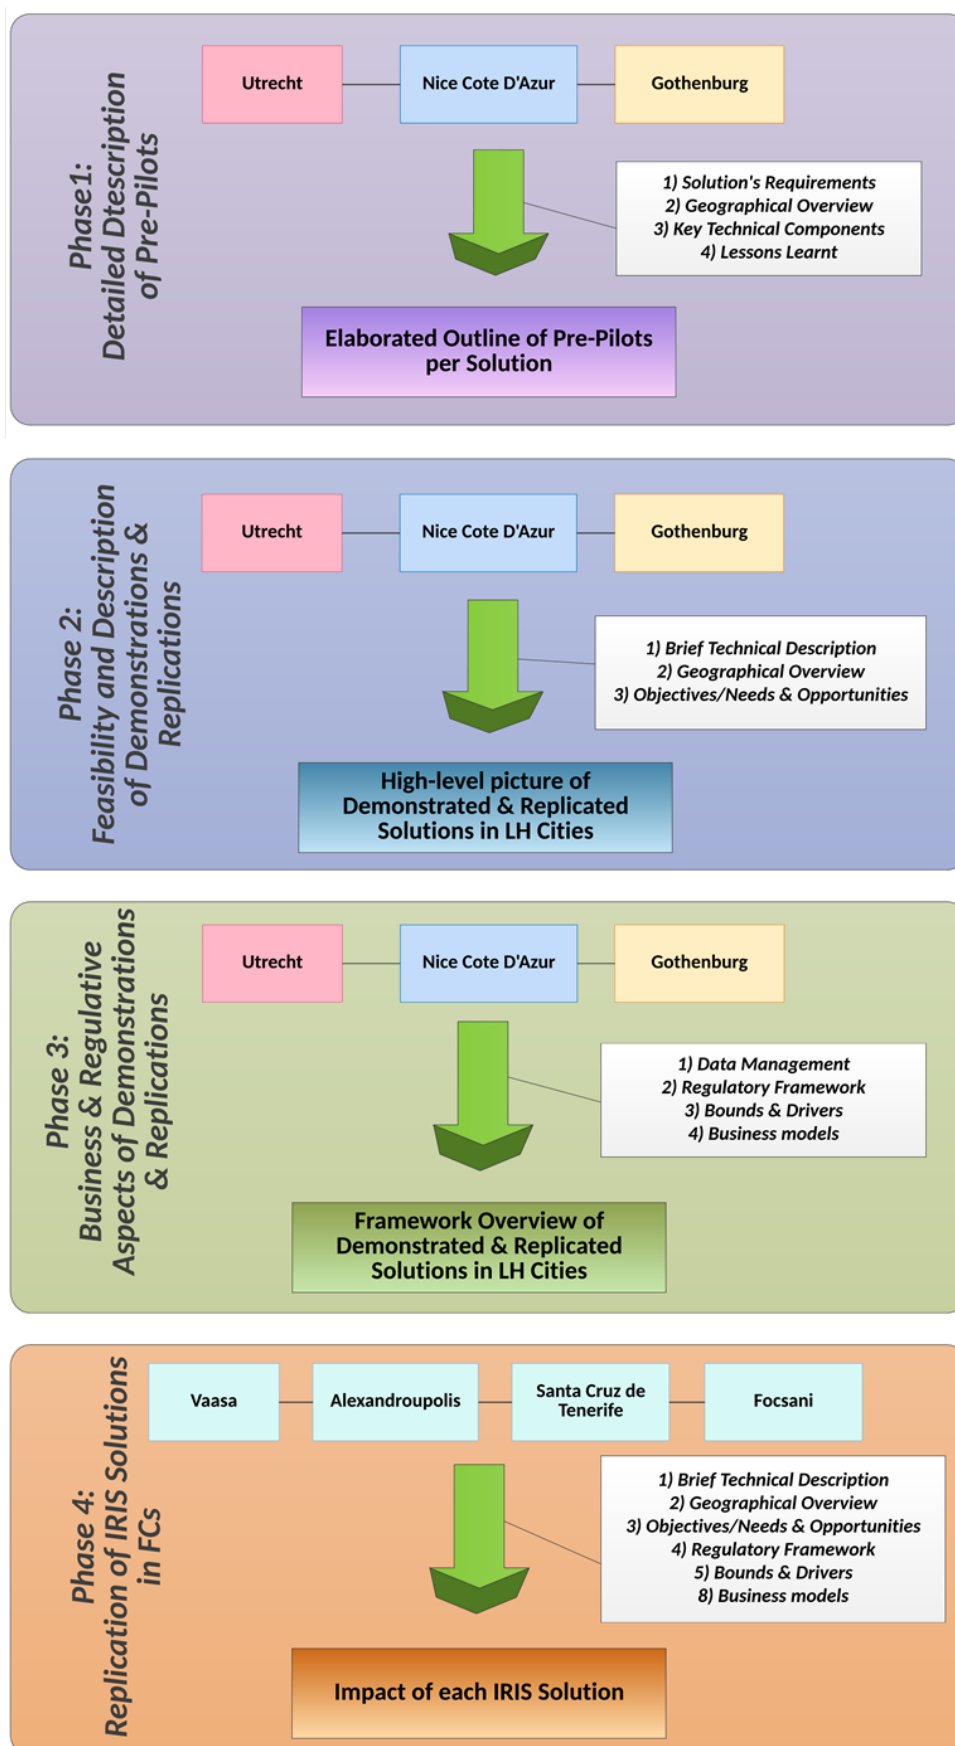 Phase1:
Detailed Dtescription
of Pre-Pilots
Utrecht
Nice Cote D'Azur
Gothenburg
1) Solution's Requirements
2) Geographical Overview
3) Key Technical Components
4) Lessons Learnt
Elaborated Outline of Pre-Pilots
per Solution
Phase 2:
Feasibility and Description
of Demonstrations &
Replications
Utrecht
Nice Cote D'Azur
Gothenburg
1) Brief Technical Description
2) Geographical Overview
3) Objectives/Needs & Opportunities
High-level picture of
Demonstrated & Replicated
Solutions in LH Cities
Phase 3:
Business & Regulative
Aspects of Demonstrations
& Replications
Utrecht
Nice Cote D'Azur
Gothenburg
1) Data Management
2) Regulatory Framework
3) Bounds & Drivers
4) Business models
Framework Overview of
Demonstrated & Replicated
Solutions in LH Cities
Phase 4:
Replication of IRIS Solutions
in FCs
Vaasa
Alexandroupolis
Santa Cruz de
Tenerife
Focsani
1) Brief Technical Description
2) Geographical Overview
3) Objectives/Needs & Opportunities
4) Regulatory Framework
5) Bounds & Drivers
8) Business models
Impact of each IRIS Solution